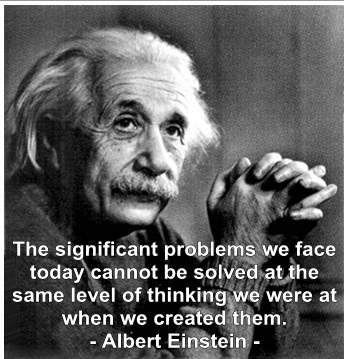 The significant problems we face
today cannot be solved at the
same level of thinking we were at
when we created them.
- Albert Einstein -